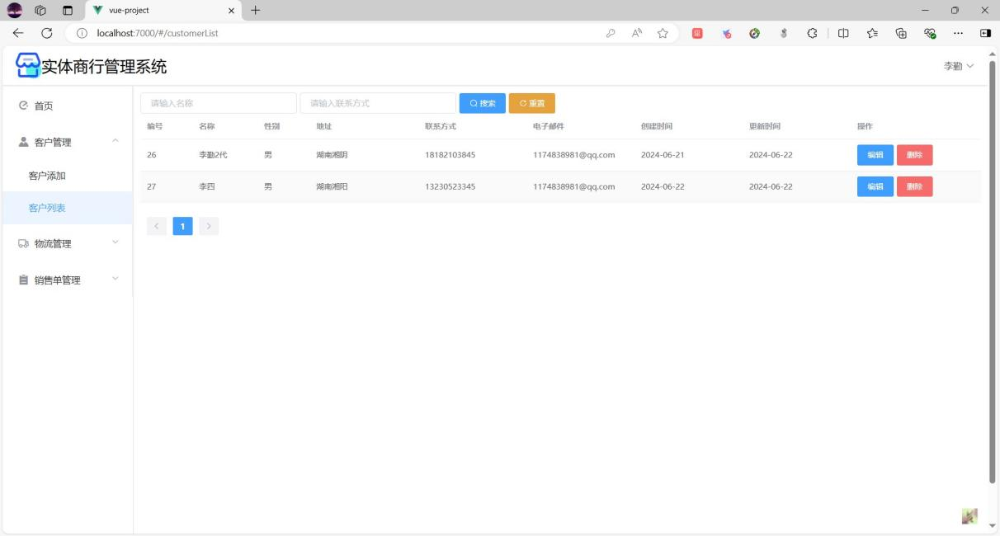 vue-project
localhost:7000/#/customerList
实体商行管理系统
李勤
首页
客户管理
客户添加
客户列表
物流管理
销售单管理
请输入名称 请输入联系方式 搜索 重置
编号 名称 性别 地址 联系方式 电子邮件 创建时间 更新时间 操作
26 李勤2代 男 湖南湘阴 18182103845 1174838981@qq.com 2024-06-21 2024-06-22 编辑 删除
27 李四 男 湖南湘阳 13230523345 1174838981@qq.com 2024-06-22 2024-06-22 编辑 删除
1